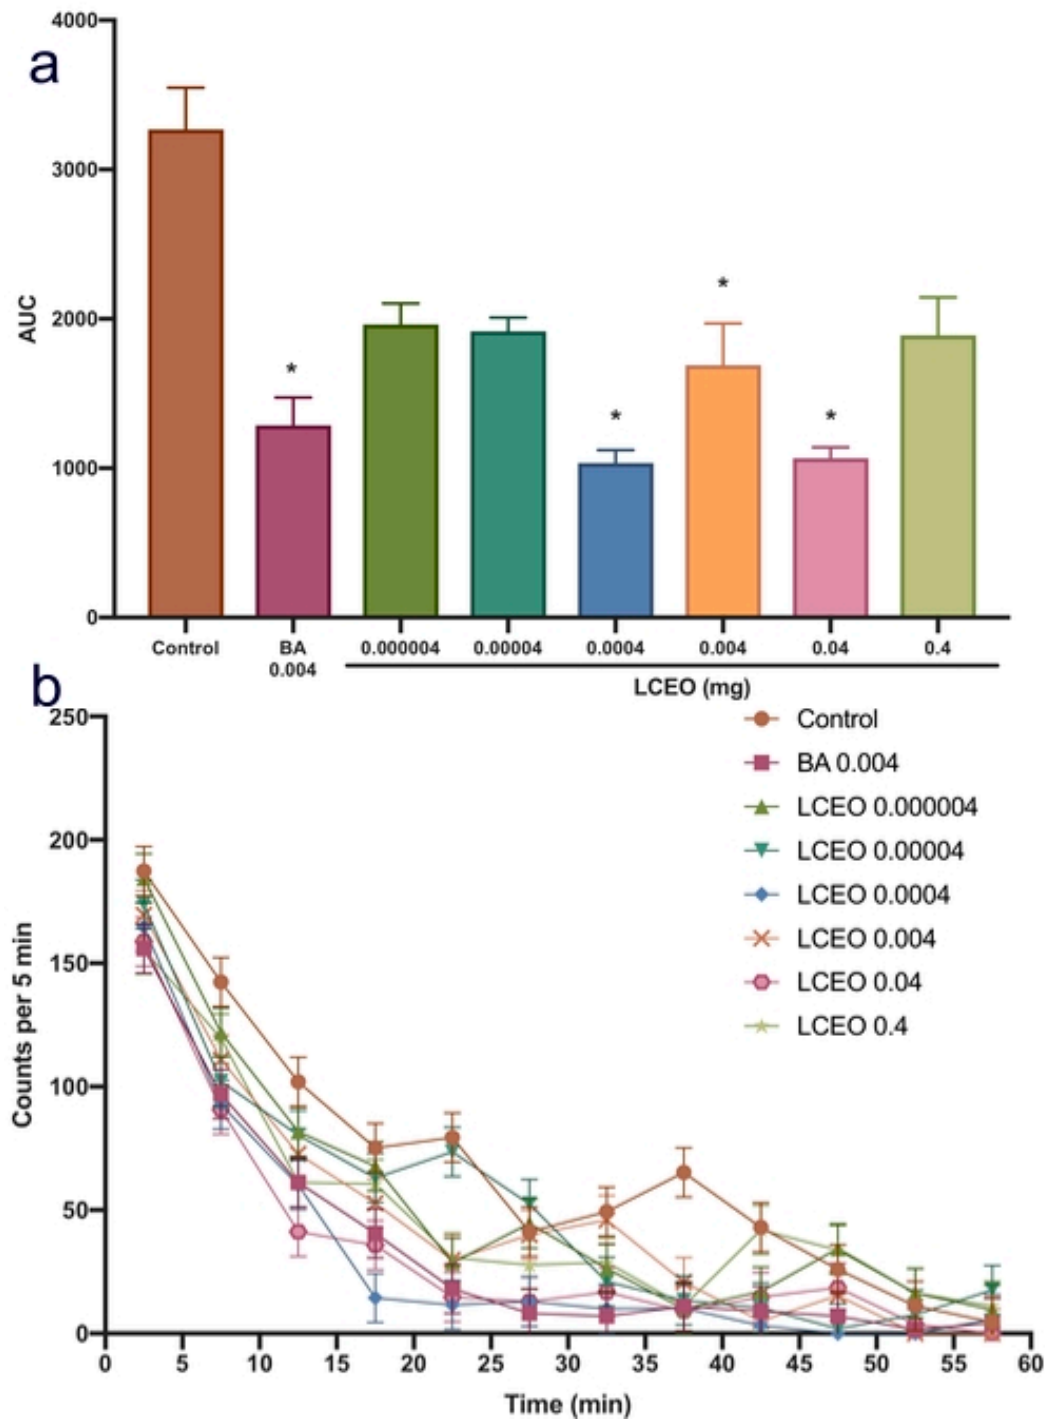 a
4000
3000
2000
1000
0
AUC
*
*
*
*
Control
BA
0.004
0.000004
0.00004
0.0004
0.004
0.04
0.4
LCEO (mg)
b
250
200
150
100
50
0
Counts per 5 min
Control
BA 0.004
LCEO 0.000004
LCEO 0.00004
LCEO 0.0004
LCEO 0.004
LCEO 0.04
LCEO 0.4
0 5 10 15 20 25 30 35 40 45 50 55 60
Time (min)